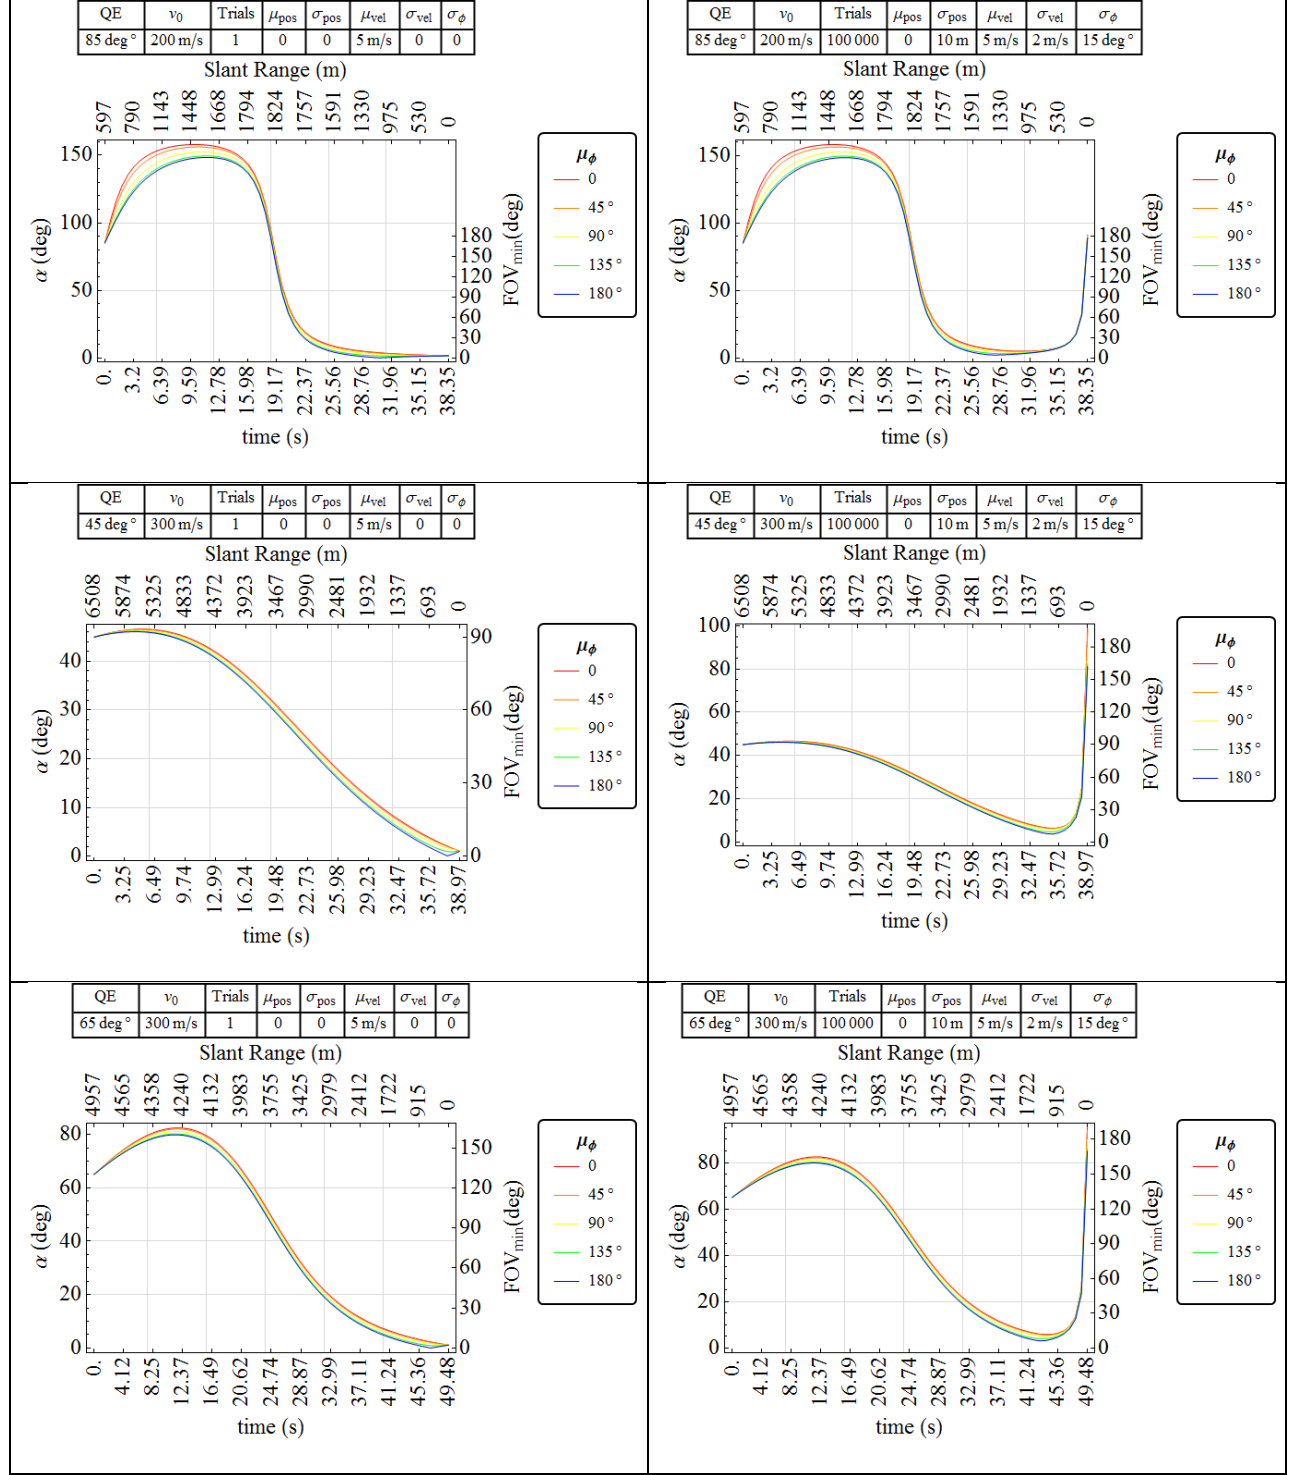 QE v0 Trials μpos σpos μvel σvel σϕ
85 deg° 200 m/s 1 0 0 5 m/s 0 0
Slant Range (m)
597 790 1143 1448 1668 1794 1824 1757 1591 1330 975 530 0
α (deg)
150
100
50
0
FOVmin(deg)
180
150
120
90
60
30
0
0. 3.2 6.39 9.59 12.78 15.98 19.17 22.37 25.56 28.76 31.96 35.15 38.35
time (s)
μϕ
0
45°
90°
135°
180°
QE v0 Trials μpos σpos μvel σvel σϕ
85 deg° 200 m/s 100 000 0 10 m 5 m/s 2 m/s 15 deg°
Slant Range (m)
597 790 1143 1448 1668 1794 1824 1757 1591 1330 975 530 0
α (deg)
150
100
50
0
FOVmin(deg)
180
150
120
90
60
30
0
0. 3.2 6.39 9.59 12.78 15.98 19.17 22.37 25.56 28.76 31.96 35.15 38.35
time (s)
μϕ
0
45°
90°
135°
180°
QE v0 Trials μpos σpos μvel σvel σϕ
45 deg° 300 m/s 1 0 0 5 m/s 0 0
Slant Range (m)
6508 5874 5325 4833 4372 3923 3467 2990 2481 1932 1337 693 0
α (deg)
40
30
20
10
0
FOVmin(deg)
90
60
30
0
0. 3.25 6.49 9.74 12.99 16.24 19.48 22.73 25.98 29.23 32.47 35.72 38.97
time (s)
μϕ
0
45°
90°
135°
180°
QE v0 Trials μpos σpos μvel σvel σϕ
45 deg° 300 m/s 100 000 0 10 m 5 m/s 2 m/s 15 deg°
Slant Range (m)
6508 5874 5325 4833 4372 3923 3467 2990 2481 1932 1337 693 0
α (deg)
100
80
60
40
20
0
FOVmin(deg)
180
150
120
90
60
30
0
0. 3.25 6.49 9.74 12.99 16.24 19.48 22.73 25.98 29.23 32.47 35.72 38.97
time (s)
μϕ
0
45°
90°
135°
180°
QE v0 Trials μpos σpos μvel σvel σϕ
65 deg° 300 m/s 1 0 0 5 m/s 0 0
Slant Range (m)
4957 4565 4358 4240 4132 3983 3755 3425 2979 2412 1722 915 0
α (deg)
80
60
40
20
0
FOVmin(deg)
150
120
90
60
30
0
0. 4.12 8.25 12.37 16.49 20.62 24.74 28.87 32.99 37.11 41.24 45.36 49.48
time (s)
μϕ
0
45°
90°
135°
180°
QE v0 Trials μpos σpos μvel σvel σϕ
65 deg° 300 m/s 100 000 0 10 m 5 m/s 2 m/s 15 deg°
Slant Range (m)
4957 4565 4358 4240 4132 3983 3755 3425 2979 2412 1722 915 0
α (deg)
80
60
40
20
0
FOVmin(deg)
180
150
120
90
60
30
0
0. 4.12 8.25 12.37 16.49 20.62 24.74 28.87 32.99 37.11 41.24 45.36 49.48
time (s)
μϕ
0
45°
90°
135°
180°